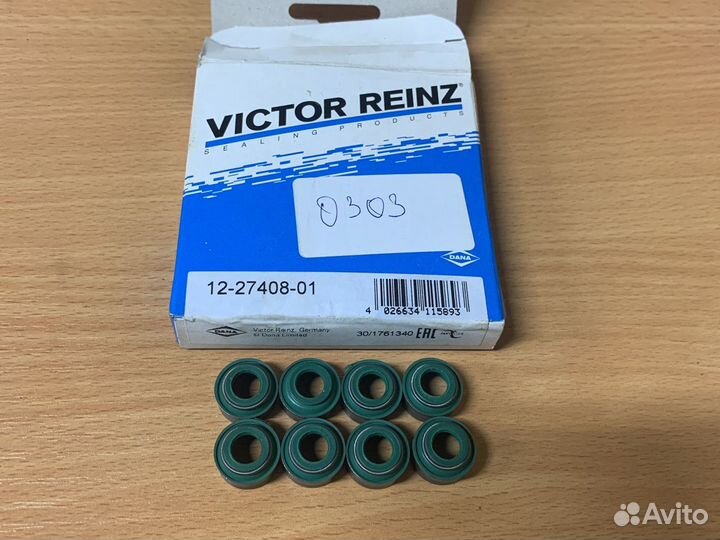 VICTOR REINZ®
SEALING PRODUCTS
0303
DANA
12-27408-01
4 026634 115893
DANA
Victor Reinz, Germany
30/1761340 EAC
Avito